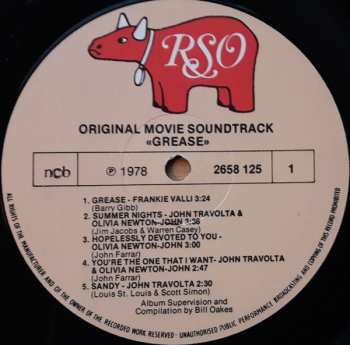 RSO
ORIGINAL MOVIE SOUNDTRACK
«GREASE»
ncb ℗ 1978 2658 125 1
1. GREASE - FRANKIE VALLI 3:24
(Barry Gibb)
2. SUMMER NIGHTS - JOHN TRAVOLTA &
OLIVIA NEWTON-JOHN 3:36
(Jim Jacobs & Warren Casey)
3. HOPELESSLY DEVOTED TO YOU -
OLIVIA NEWTON-JOHN 3:00
(John Farrar)
4. YOU'RE THE ONE THAT I WANT- JOHN TRAVOLTA
& OLIVIA NEWTON-JOHN 2:47
(John Farrar)
5. SANDY - JOHN TRAVOLTA 2:30
(Louis St. Louis & Scott Simon)
Album Supervision and
Compilation by Bill Oakes
ALL RIGHTS OF THE MANUFACTURER AND OF THE OWNER OF THE RECORDED WORK RESERVED - UNAUTHORISED PUBLIC PERFORMANCE, BROADCASTING AND COPYING OF THIS RECORD PROHIBITED